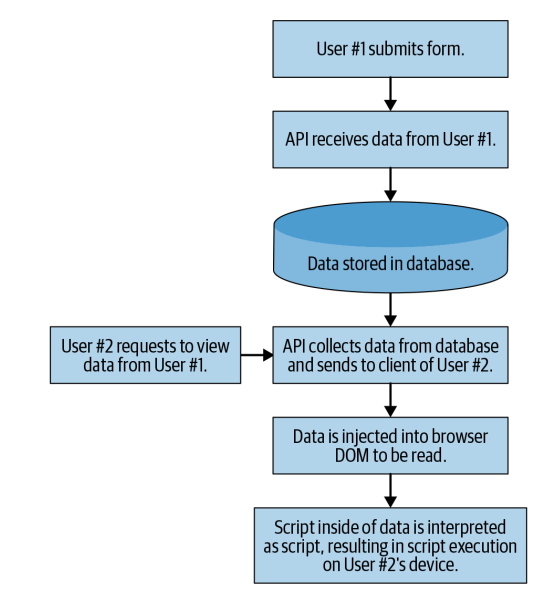 User #1 submits form.
API receives data from User #1.
Data stored in database.
User #2 requests to view
data from User #1.
API collects data from database
and sends to client of User #2.
Data is injected into browser
DOM to be read.
Script inside of data is interpreted
as script, resulting in script execution
on User #2's device.